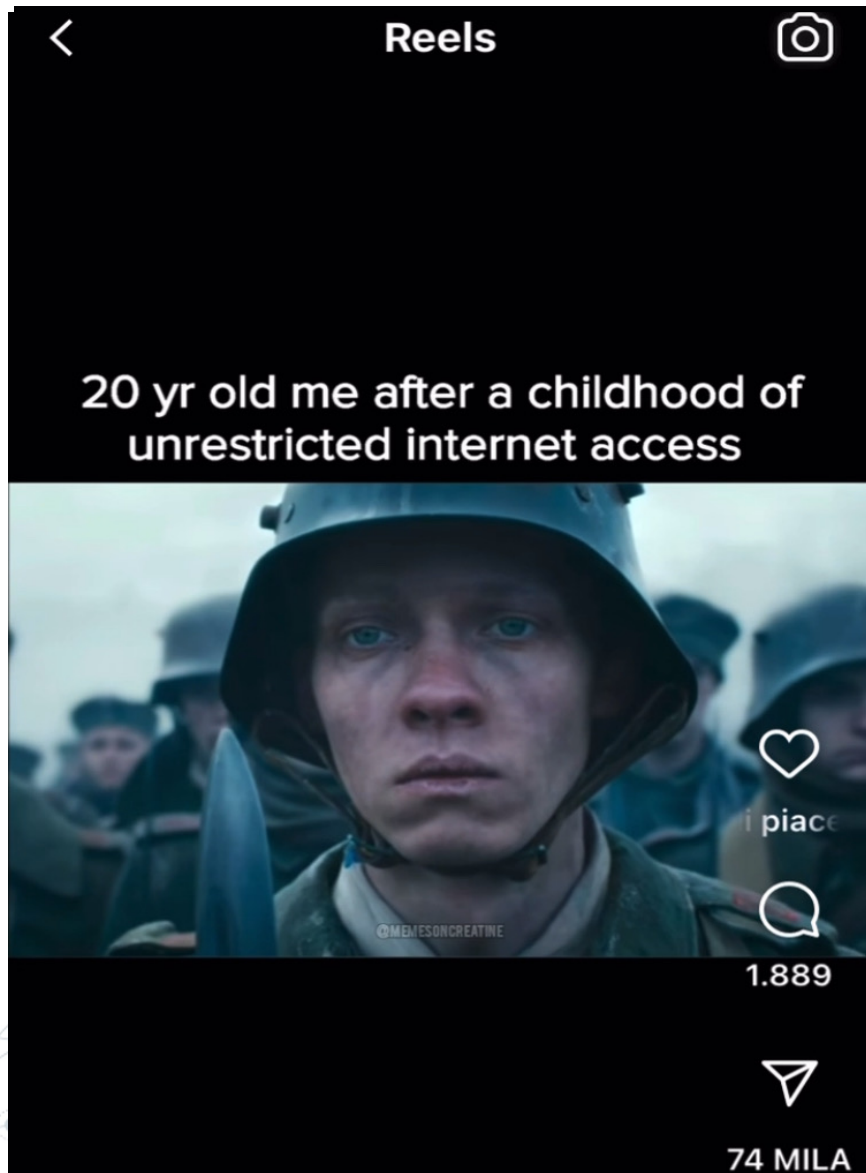 Reels
20 yr old me after a childhood of
unrestricted internet access
i piace
@MEMESONCREATINE
1.889
74 MILA